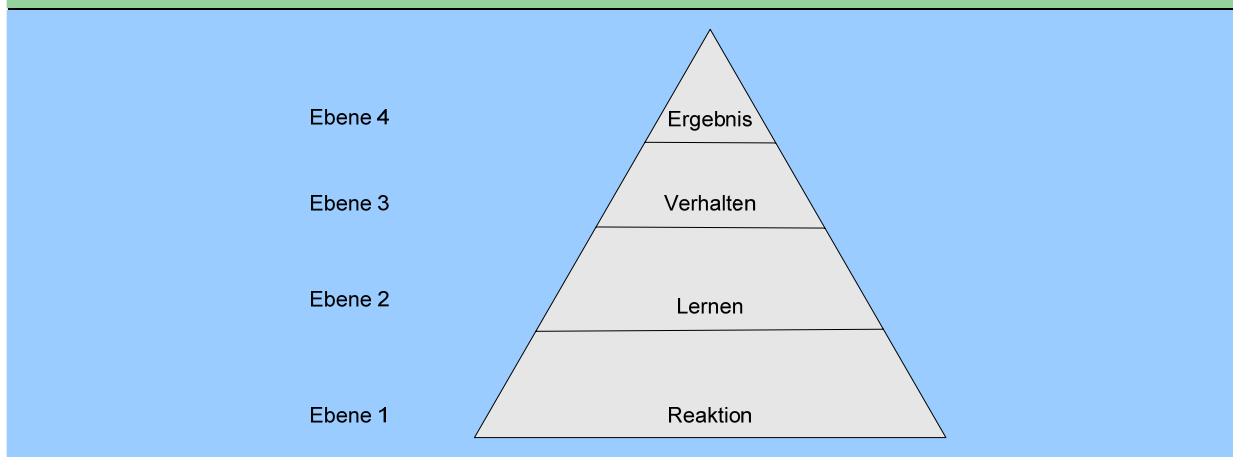 Ebene 4 Ergebnis
Ebene 3 Verhalten
Ebene 2 Lernen
Ebene 1 Reaktion